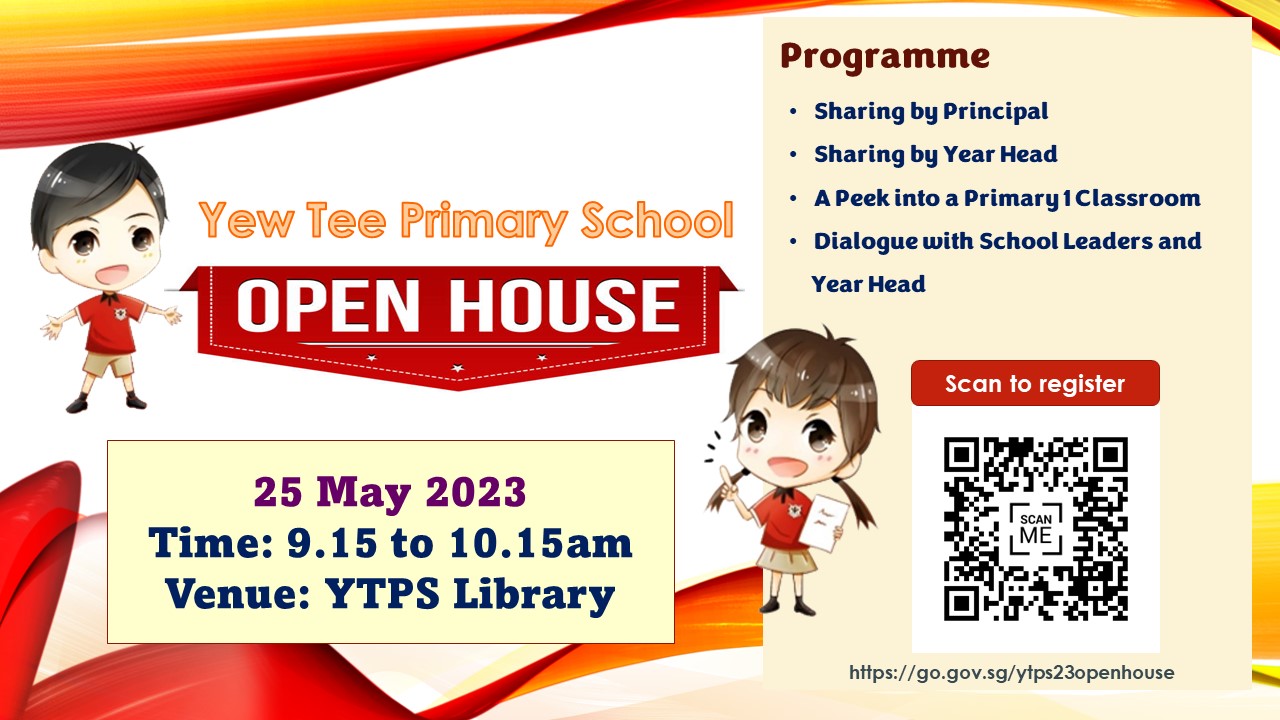 Yew Tee Primary School
OPEN HOUSE
25 May 2023
Time: 9.15 to 10.15am
Venue: YTPS Library
Programme
• Sharing by Principal
• Sharing by Year Head
• A Peek into a Primary 1 Classroom
• Dialogue with School Leaders and
Year Head
Scan to register
SCAN
ME
https://go.gov.sg/ytps23openhouse